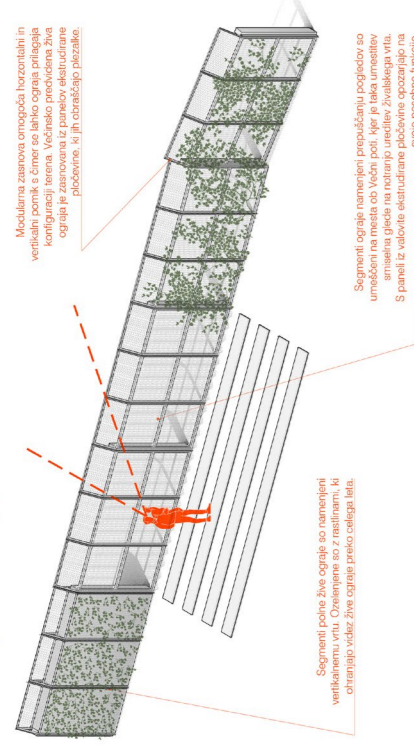 Modularna zasnova omogoča horzontalni in
vertikalni pomik s čimer se lahko ograja prilagaja
konfiguraciji terena. Večinsko predvidena živa
ograja je zasnovana iz panelov ekstrudirane
pločevine, ki jih obraščajo plezalke.
Segmenti ograje namenjeni prepuščanju pogledov so
umeščeni na mesta ob Večni poti, kjer je taka umestitev
smiselna glede na notranjo ureditev živalskega vrta.
S paneli iz valovite ekstrudirane pločevine opozarjajo na
Segmenti polne žive ograje so namenjeni
vertikalnemu vrtu. Ozelenjene so z rastlinami, ki
ohranjajo videz žive ograje preko celega leta.